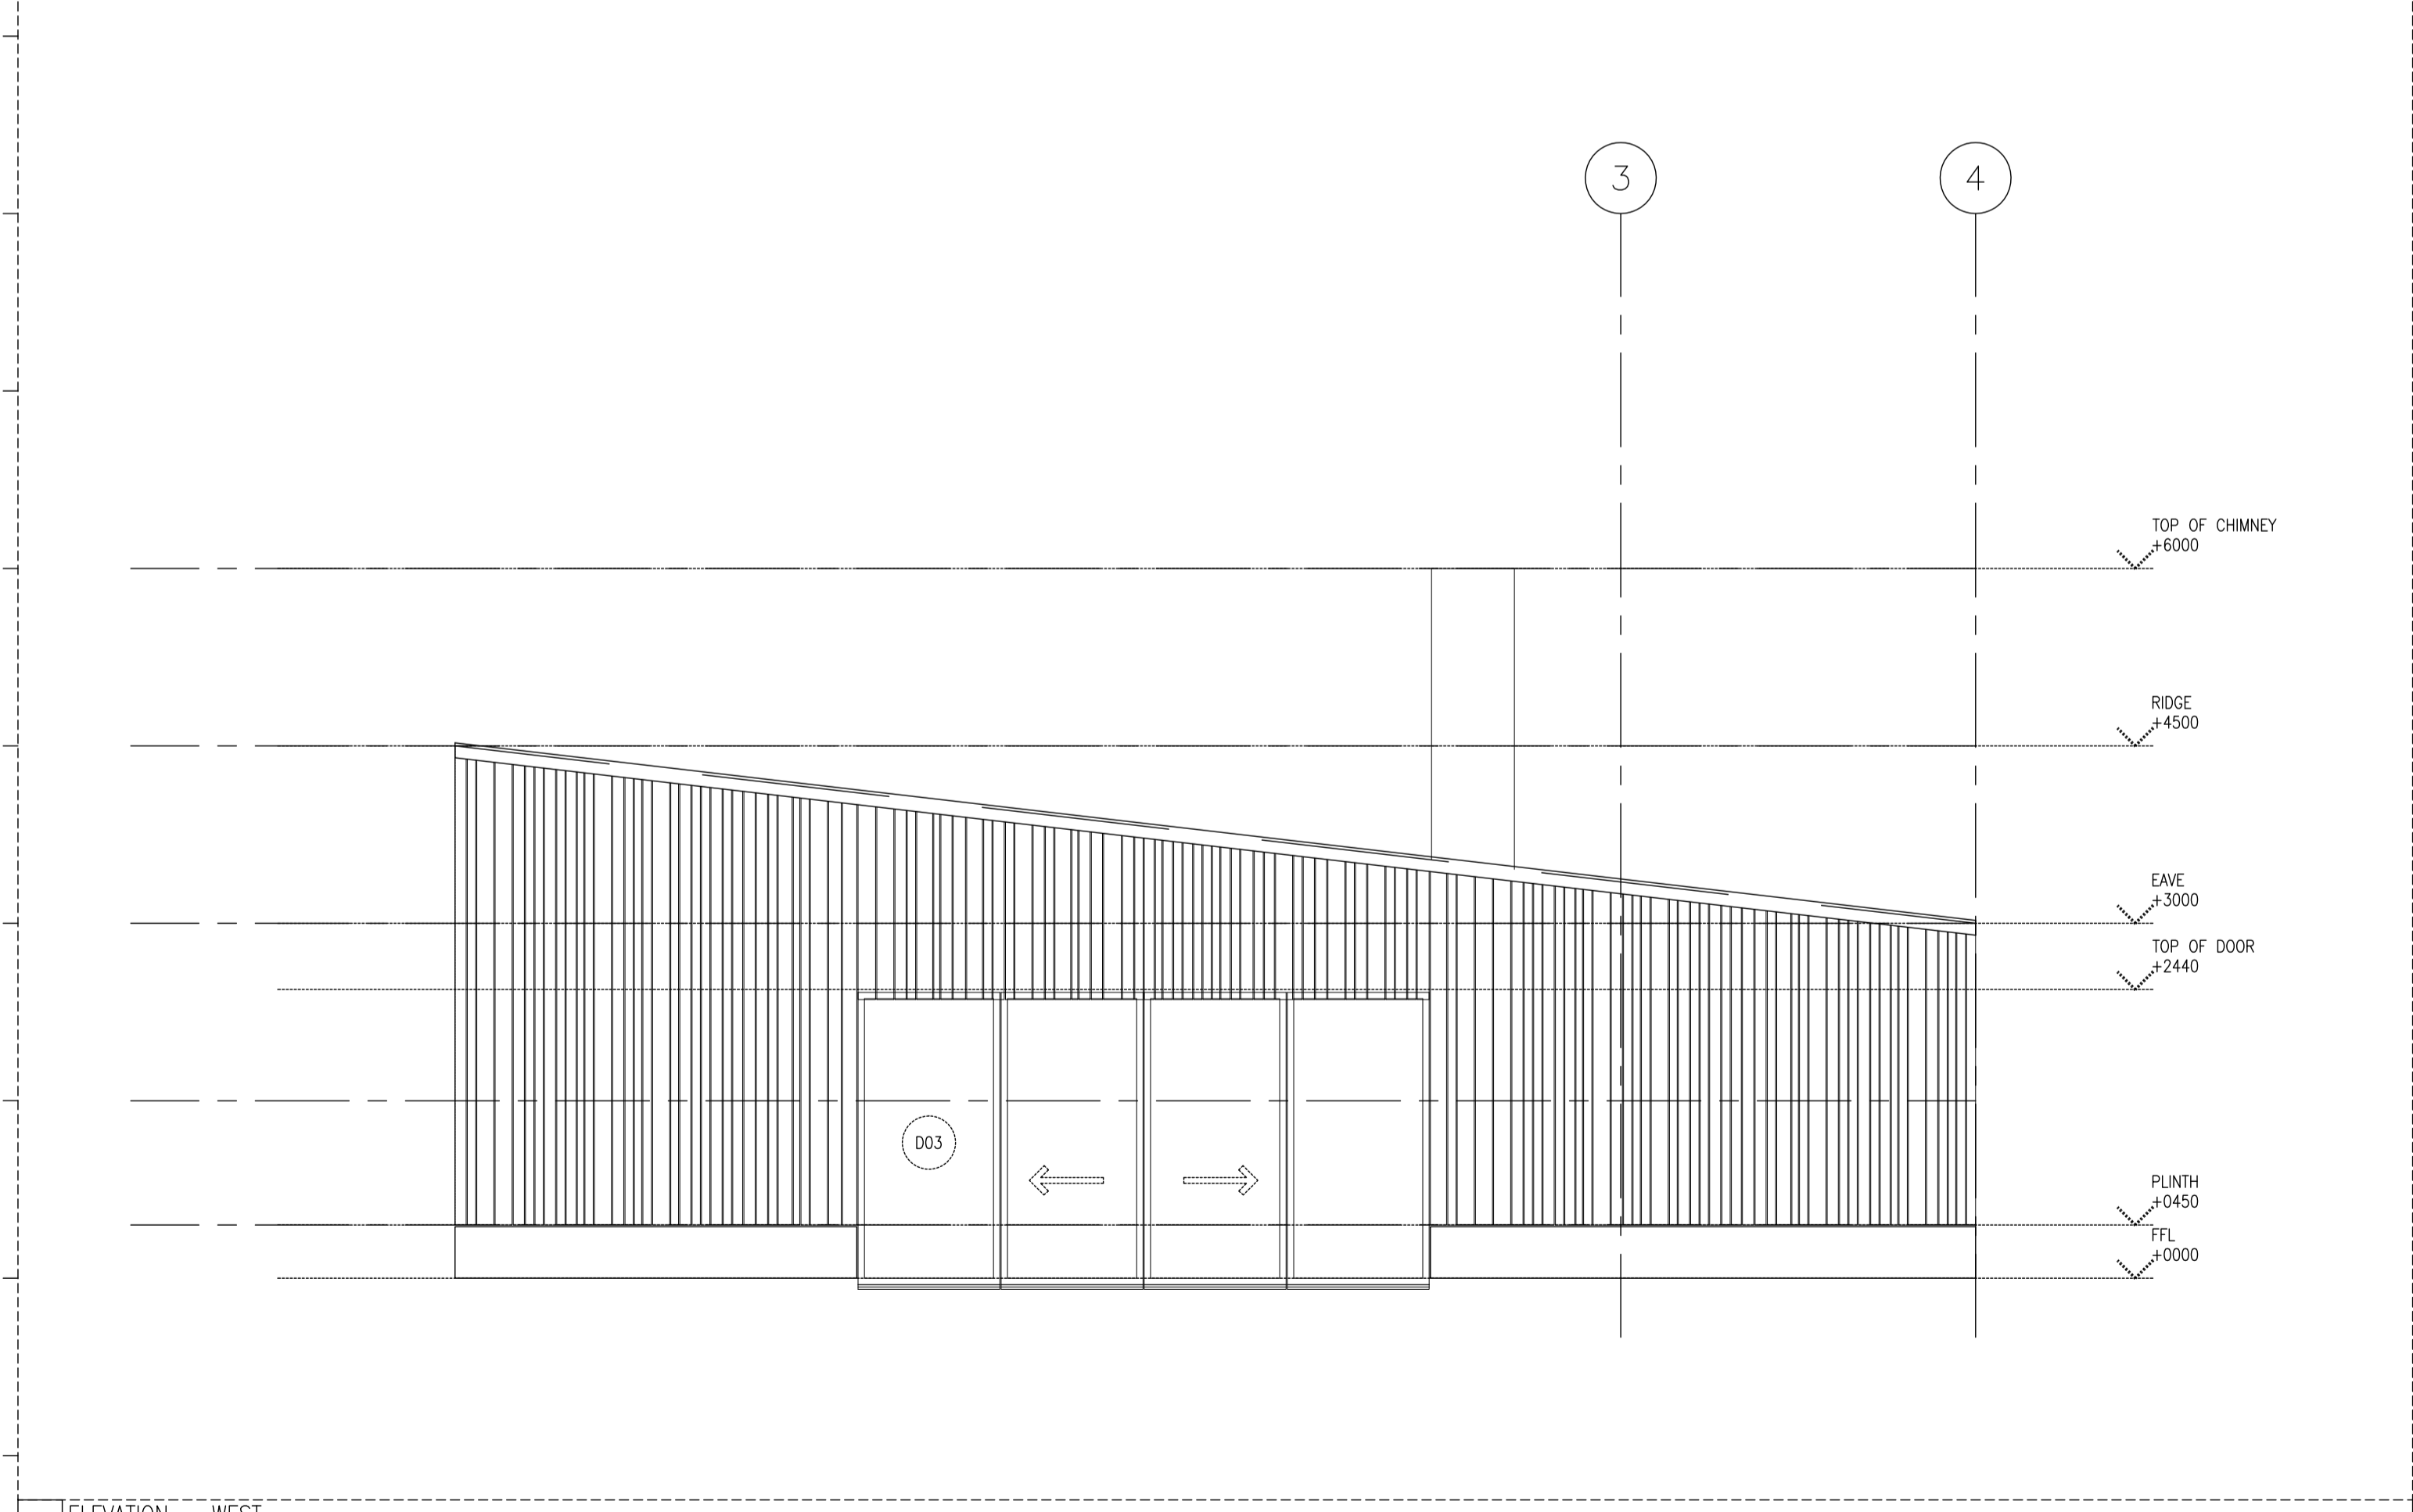 3
4
TOP OF CHIMNEY
+6000
RIDGE
+4500
EAVE
+3000
TOP OF DOOR
+2440
D03
PLINTH
+0450
FFL
+0000
ELEVATION WEST